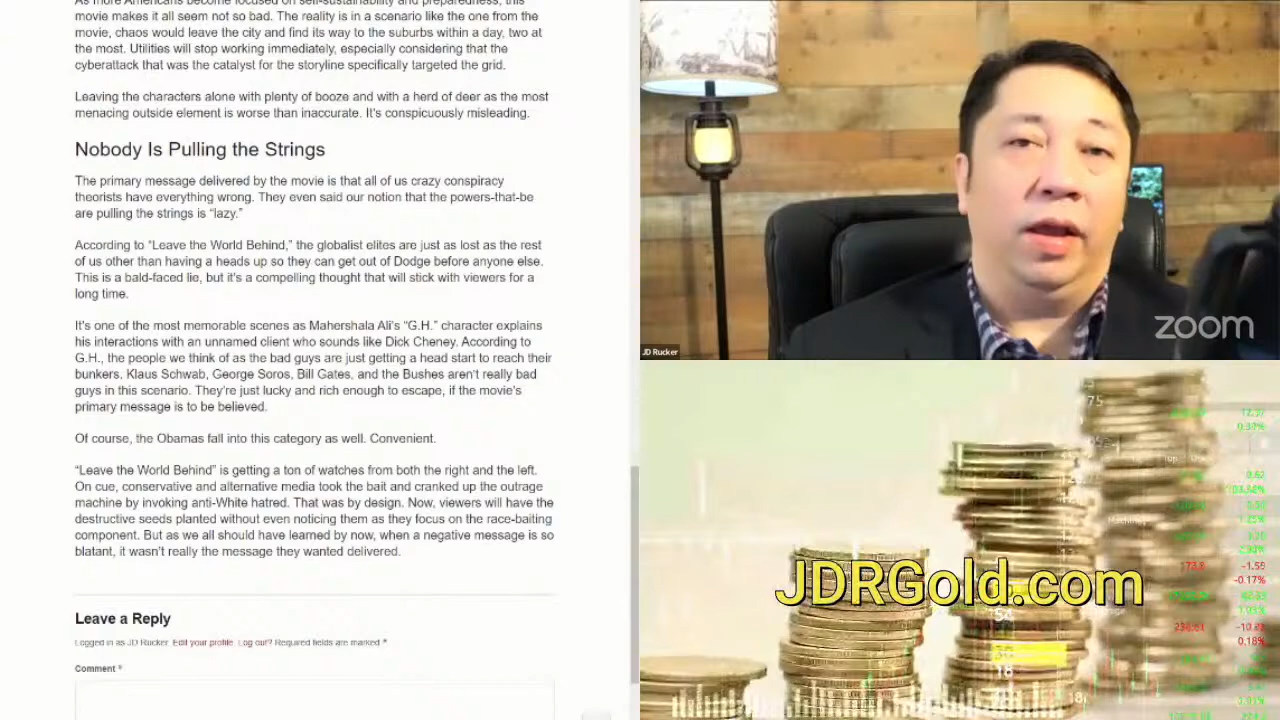 As more Americans become focused on self-sustainability and preparedness, this
movie makes it all seem not so bad. The reality is in a scenario like the one from the
movie, chaos would leave the city and find its way to the suburbs within a day, two at
the most. Utilities will stop working immediately, especially considering that the
cyberattack that was the catalyst for the storyline specifically targeted the grid.
Leaving the characters alone with plenty of booze and with a herd of deer as the most
menacing outside element is worse than inaccurate. It's conspicuously misleading.
Nobody Is Pulling the Strings
The primary message delivered by the movie is that all of us crazy conspiracy
theorists have everything wrong. They even said our notion that the powers-that-be
are pulling the strings is “lazy.”
According to “Leave the World Behind,” the globalist elites are just as lost as the rest
of us other than having a heads up so they can get out of Dodge before anyone else.
This is a bald-faced lie, but it's a compelling thought that will stick with viewers for a
long time.
It's one of the most memorable scenes as Mahershala Ali's “G.H.” character explains
his interactions with an unnamed client who sounds like Dick Cheney. According to
G.H., the people we think of as the bad guys are just getting a head start to reach their
bunkers. Klaus Schwab, George Soros, Bill Gates, and the Bushes aren't really bad
guys in this scenario. They're just lucky and rich enough to escape, if the movie's
primary message is to be believed.
Of course, the Obamas fall into this category as well. Convenient.
“Leave the World Behind” is getting a ton of watches from both the right and the left.
On cue, conservative and alternative media took the bait and cranked up the outrage
machine by invoking anti-White hatred. That was by design. Now, viewers will have the
destructive seeds planted without even noticing them as they focus on the race-baiting
component. But as we all should have learned by now, when a negative message is so
blatant, it wasn't really the message they wanted delivered.
Leave a Reply
Logged in as JD Rucker. Edit your profile. Log out? Required fields are marked *
Comment *
zoom
JD Rucker
JDRGold.com
75
12.37
0.37%
0.62
1.25%
173.8
-1.55
-0.17%
0.18%
18
18